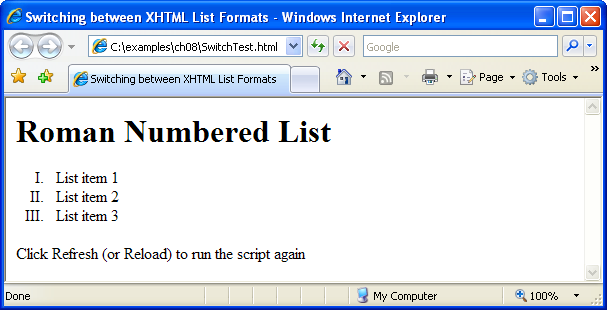 Switching between XHTML List Formats - Windows Internet Explorer
C:\examples\ch08\SwitchTest.html
Google
Switching between XHTML List Formats
Page
Tools
»
Roman Numbered List
I. List item 1
II. List item 2
III. List item 3
Click Refresh (or Reload) to run the script again
Done
My Computer
100%